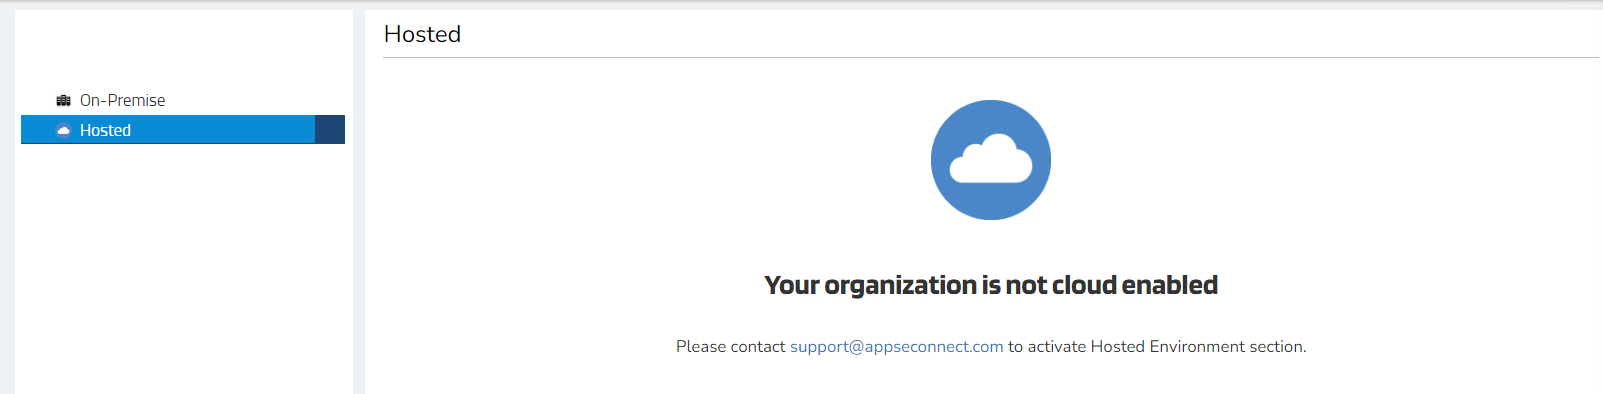 Hosted
On-Premise
Hosted
Your organization is not cloud enabled
Please contact support@appseconnect.com to activate Hosted Environment section.